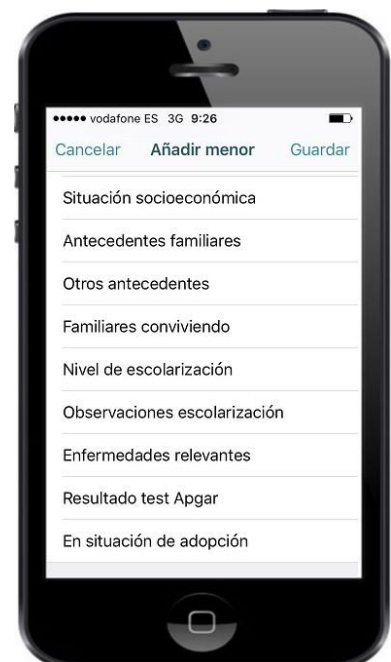 vodafone ES 3G 9:26
Cancelar Añadir menor Guardar
Situación socioeconómica
Antecedentes familiares
Otros antecedentes
Familiares conviviendo
Nivel de escolarización
Observaciones escolarización
Enfermedades relevantes
Resultado test Apgar
En situación de adopción